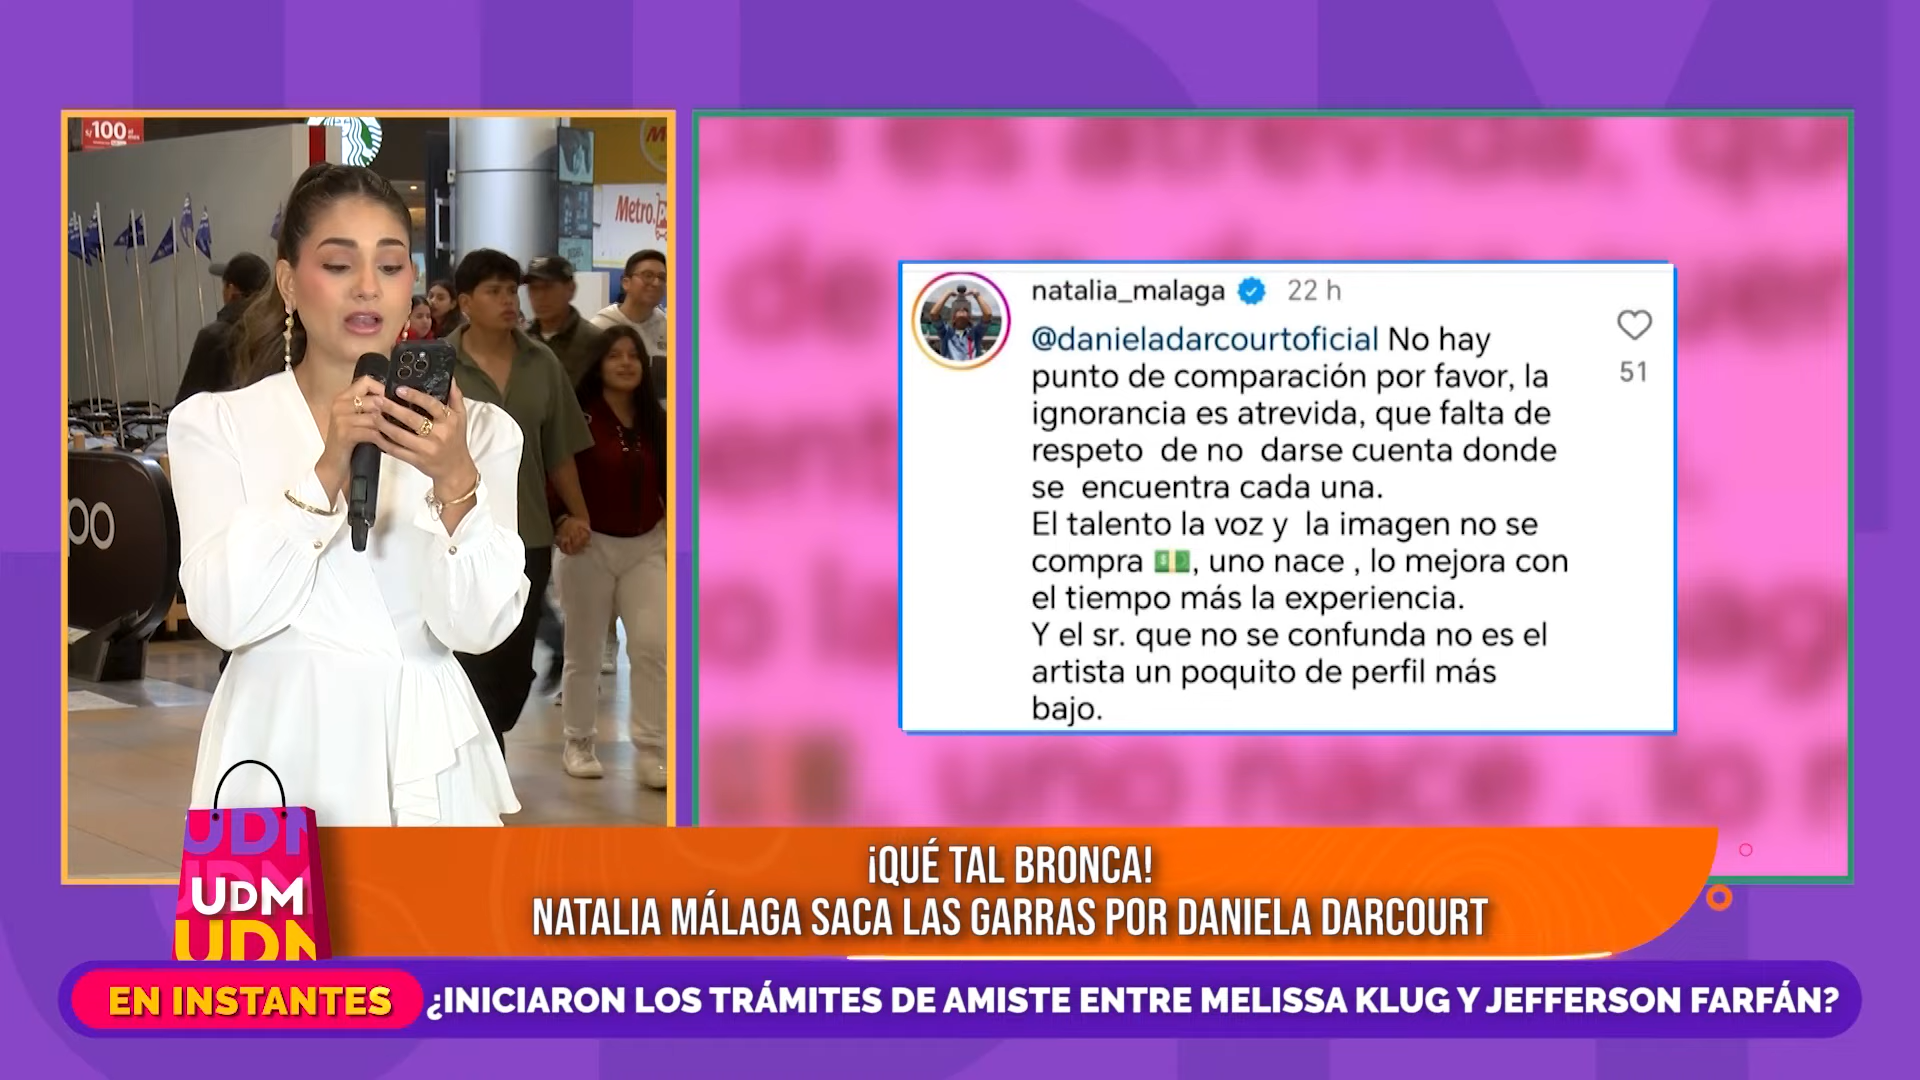 S/100
Metro.
natalia_malaga 22 h
@danieladarcourtoficial No hay
punto de comparación por favor, la
ignorancia es atrevida, que falta de
respeto de no darse cuenta donde
se encuentra cada una.
El talento la voz y la imagen no se
compra 💵, uno nace , lo mejora con
el tiempo más la experiencia.
Y el sr. que no se confunda no es el
artista un poquito de perfil más
bajo.
51
UDM
UDM
UDM
¡QUÉ TAL BRONCA!
NATALIA MÁLAGA SACA LAS GARRAS POR DANIELA DARCOURT
EN INSTANTES
¿INICIARON LOS TRÁMITES DE AMISTE ENTRE MELISSA KLUG Y JEFFERSON FARFÁN?